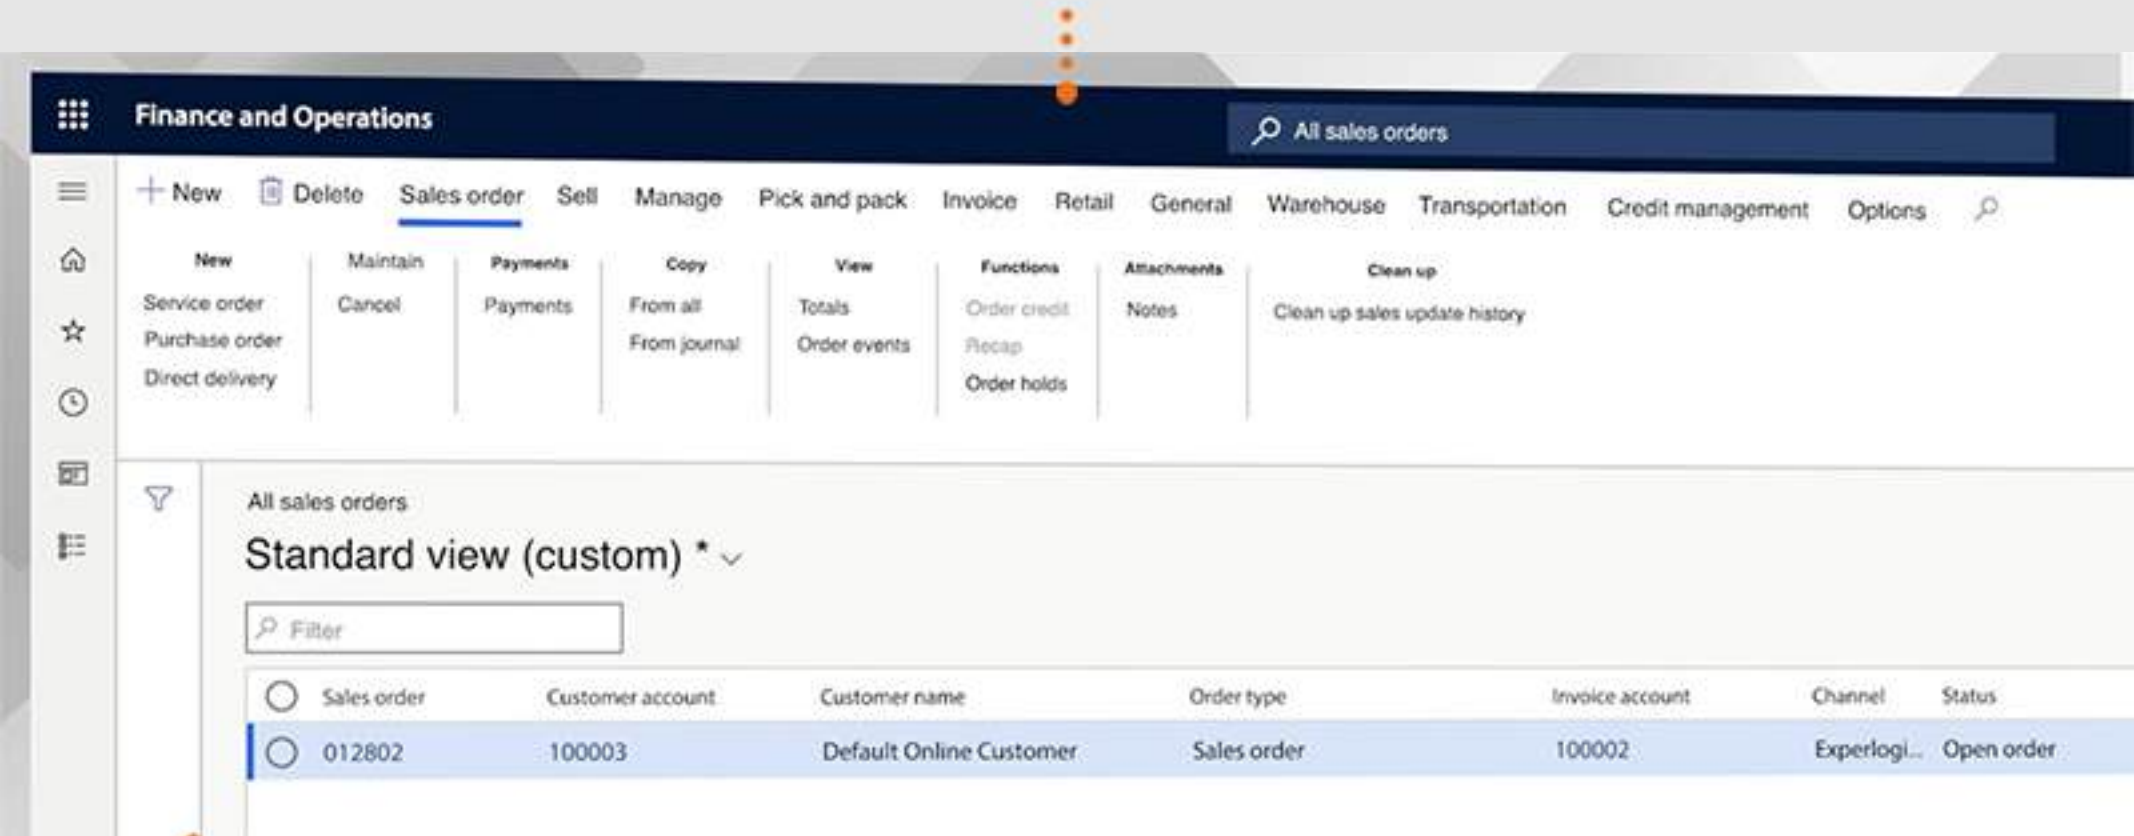 Finance and Operations
All sales orders
New Delete Sales order Sell Manage Pick and pack Invoice Retail General Warehouse Transportation Credit management Options
New Maintain Payments Copy View Functions Attachments Clean up
Service order Cancel Payments From all Totals Order credit Notes Clean up sales update history
Purchase order From journal Order events Recap
Direct delivery Order holds
All sales orders
Standard view (custom) *
Filter
Sales order Customer account Customer name Order type Invoice account Channel Status
012802 100003 Default Online Customer Sales order 100002 Experlogi... Open order